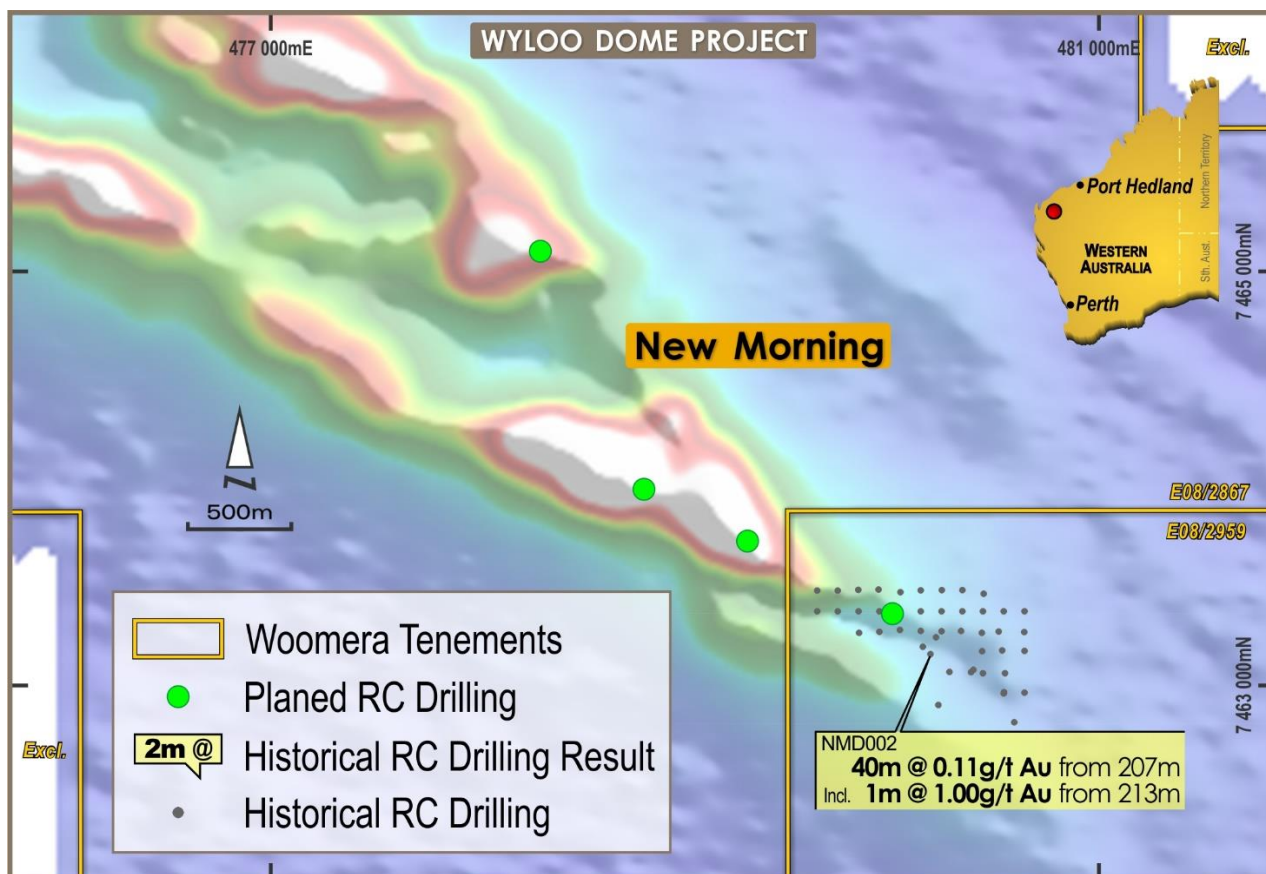 WYLOO DOME PROJECT
477 000mE
481 000mE
Excl.
Port Hedland
Northern Territory
WESTERN
AUSTRALIA
Sth. Aust.
Perth
7 465 000mN
New Morning
N
500m
E08/2867
E08/2959
7 463 000mN
Woomera Tenements
Planed RC Drilling
2m @
Historical RC Drilling Result
Historical RC Drilling
Excl.
NMD002
40m @ 0.11g/t Au from 207m
Incl. 1m @ 1.00g/t Au from 213m